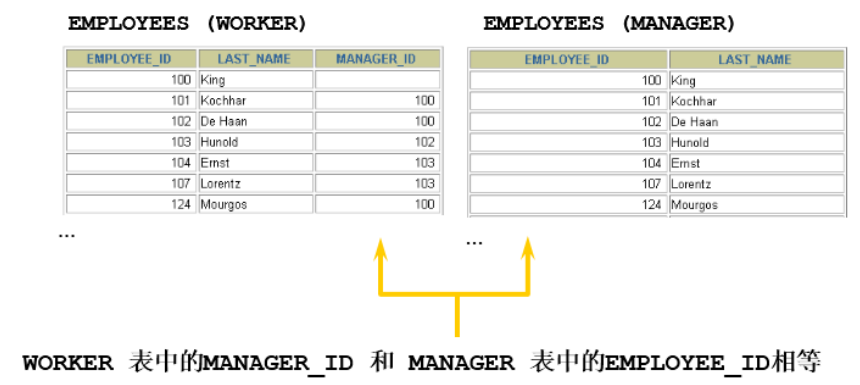 EMPLOYEES (WORKER) EMPLOYEES (MANAGER)
EMPLOYEE_ID LAST_NAME MANAGER_ID EMPLOYEE_ID LAST_NAME
100 King 100 King
101 Kochhar 100 101 Kochhar
102 De Haan 100 102 De Haan
103 Hunold 102 103 Hunold
104 Ernst 103 104 Ernst
107 Lorentz 103 107 Lorentz
124 Mourgos 100 124 Mourgos
... ...
WORKER 表中的MANAGER_ID 和 MANAGER 表中的EMPLOYEE_ID相等